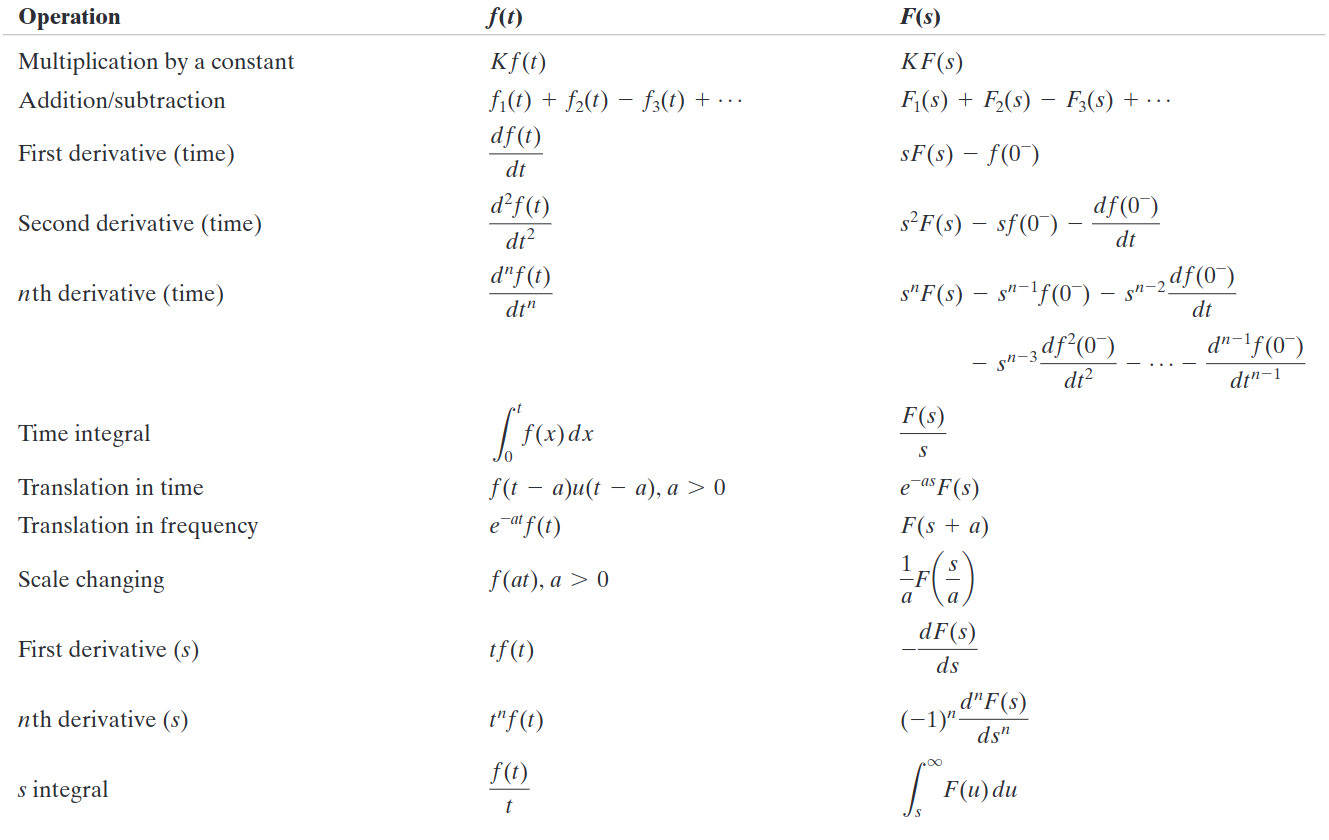 Operation f(t) F(s)
Multiplication by a constant Kf(t) KF(s)
Addition/subtraction f₁(t) + f₂(t) − f₃(t) + ⋯ F₁(s) + F₂(s) − F₃(s) + ⋯
First derivative (time) df(t)/dt sF(s) − f(0⁻)
Second derivative (time) d²f(t)/dt² s²F(s) − sf(0⁻) − df(0⁻)/dt
nth derivative (time) dⁿf(t)/dtⁿ sⁿF(s) − sⁿ⁻¹f(0⁻) − sⁿ⁻² df(0⁻)/dt
− sⁿ⁻³ df²(0⁻)/dt² − ⋯ − dⁿ⁻¹f(0⁻)/dtⁿ⁻¹
Time integral ∫₀ᵗ f(x) dx F(s)/s
Translation in time f(t − a)u(t − a), a > 0 e⁻ᵃˢF(s)
Translation in frequency e⁻ᵃᵗf(t) F(s + a)
Scale changing f(at), a > 0 1/a F(s/a)
First derivative (s) tf(t) −dF(s)/ds
nth derivative (s) tⁿf(t) (−1)ⁿ dⁿF(s)/dsⁿ
s integral f(t)/t ∫ₛ^∞ F(u) du